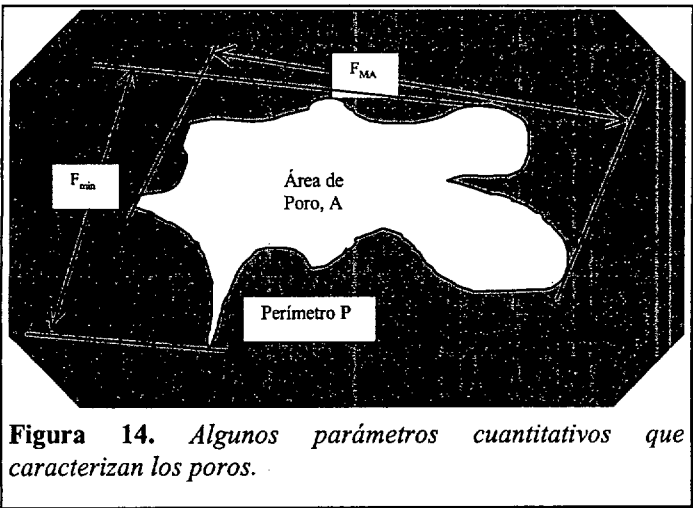 F_MA
F_min
Área de
Poro, A
Perímetro P
Figura 14. Algunos parámetros cuantitativos que
caracterizan los poros.